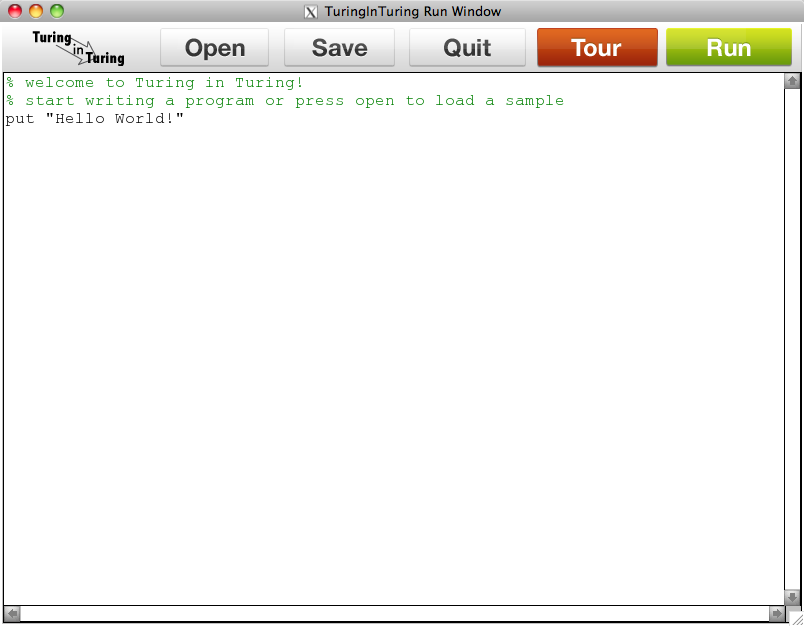 TuringInTuring Run Window
Turing
in
Turing
Open
Save
Quit
Tour
Run
% welcome to Turing in Turing!
% start writing a program or press open to load a sample
put "Hello World!"